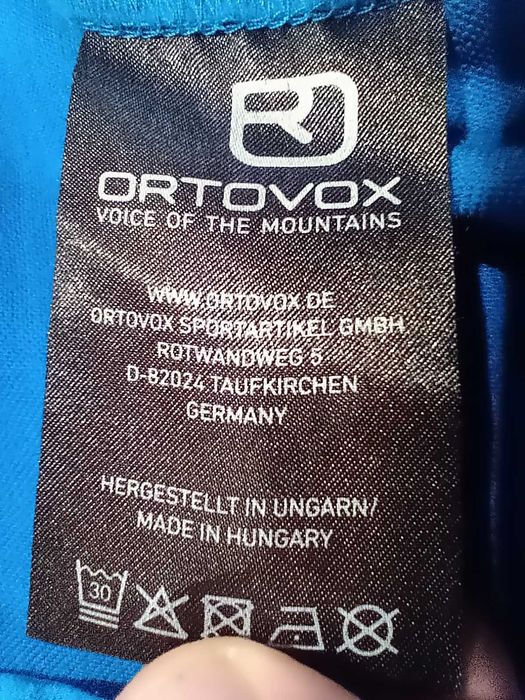 R
ORTOVOX
VOICE OF THE MOUNTAINS
WWW.ORTOVOX.DE
ORTOVOX SPORTARTIKEL GMBH
ROTWANDWEG 5
D-82024 TAUFKIRCHEN
GERMANY
HERGESTELLT IN UNGARN/
MADE IN HUNGARY
30